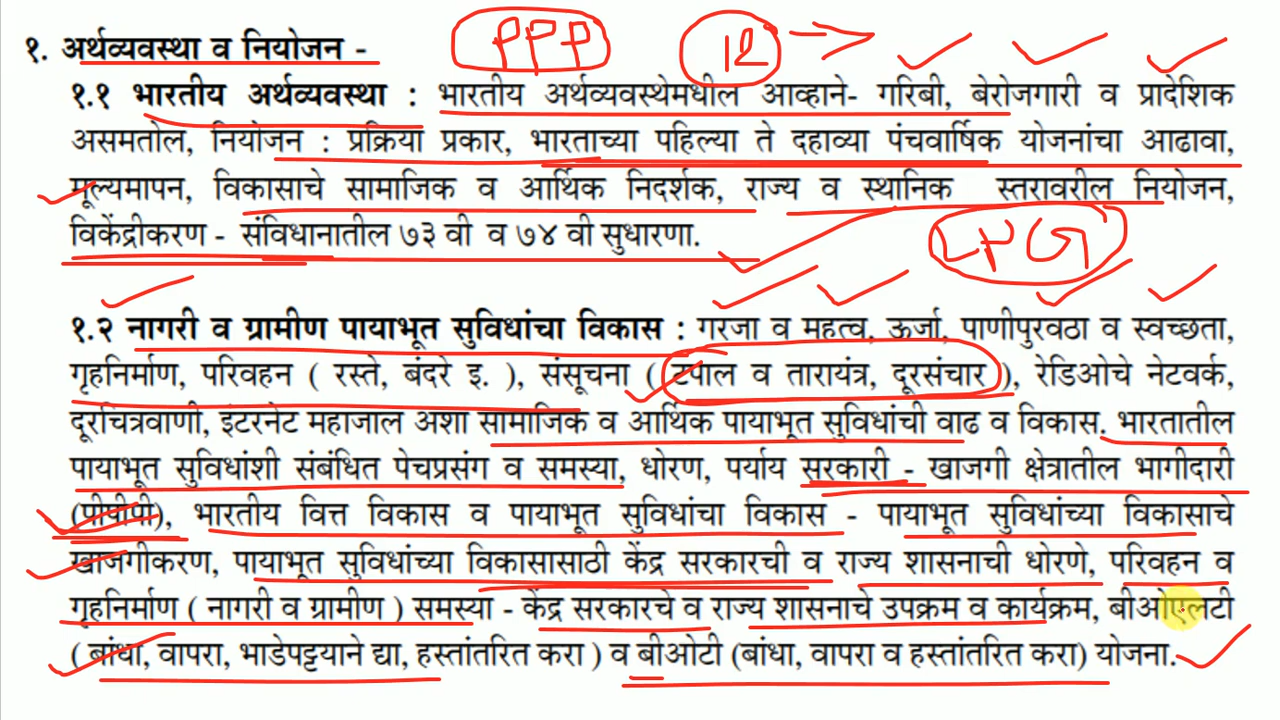 PPP 12
१. अर्थव्यवस्था व नियोजन -
१.१ भारतीय अर्थव्यवस्था : भारतीय अर्थव्यवस्थेमधील आव्हाने- गरिबी, बेरोजगारी व प्रादेशिक
असमतोल, नियोजन : प्रक्रिया प्रकार, भारताच्या पहिल्या ते दहाव्या पंचवार्षिक योजनांचा आढावा,
मूल्यमापन, विकासाचे सामाजिक व आर्थिक निदर्शक, राज्य व स्थानिक स्तरावरील नियोजन,
विकेंद्रीकरण - संविधानातील ७३ वी व ७४ वी सुधारणा.
LPG
१.२ नागरी व ग्रामीण पायाभूत सुविधांचा विकास : गरजा व महत्व, ऊर्जा, पाणीपुरवठा व स्वच्छता,
गृहनिर्माण, परिवहन ( रस्ते, बंदरे इ. ), संसूचना ( टपाल व तारायंत्र, दूरसंचार ), रेडिओचे नेटवर्क,
दूरचित्रवाणी, इंटरनेट महाजाल अशा सामाजिक व आर्थिक पायाभूत सुविधांची वाढ व विकास. भारतातील
पायाभूत सुविधांशी संबंधित पेचप्रसंग व समस्या, धोरण, पर्याय सरकारी - खाजगी क्षेत्रातील भागीदारी
(पीपीपी), भारतीय वित्त विकास व पायाभूत सुविधांचा विकास - पायाभूत सुविधांच्या विकासाचे
खाजगीकरण, पायाभूत सुविधांच्या विकासासाठी केंद्र सरकारची व राज्य शासनाची धोरणे, परिवहन व
गृहनिर्माण ( नागरी व ग्रामीण ) समस्या - केंद्र सरकारचे व राज्य शासनाचे उपक्रम व कार्यक्रम, बीओएलटी
( बांधा, वापरा, भाडेपट्टयाने द्या, हस्तांतरित करा ) व बीओटी (बांधा, वापरा व हस्तांतरित करा) योजना.